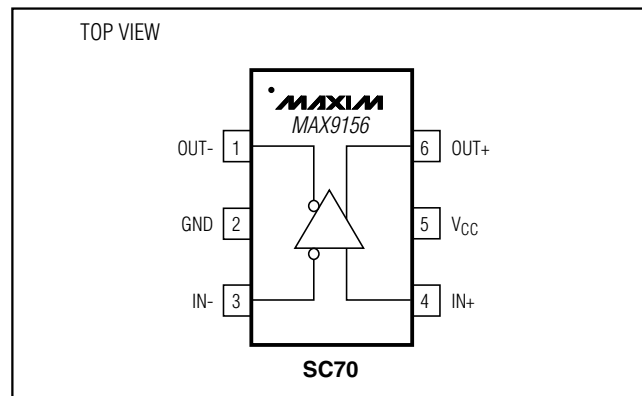 TOP VIEW
MAXIM
MAX9156
OUT- 1
6 OUT+
GND 2
5 VCC
IN- 3
4 IN+
SC70